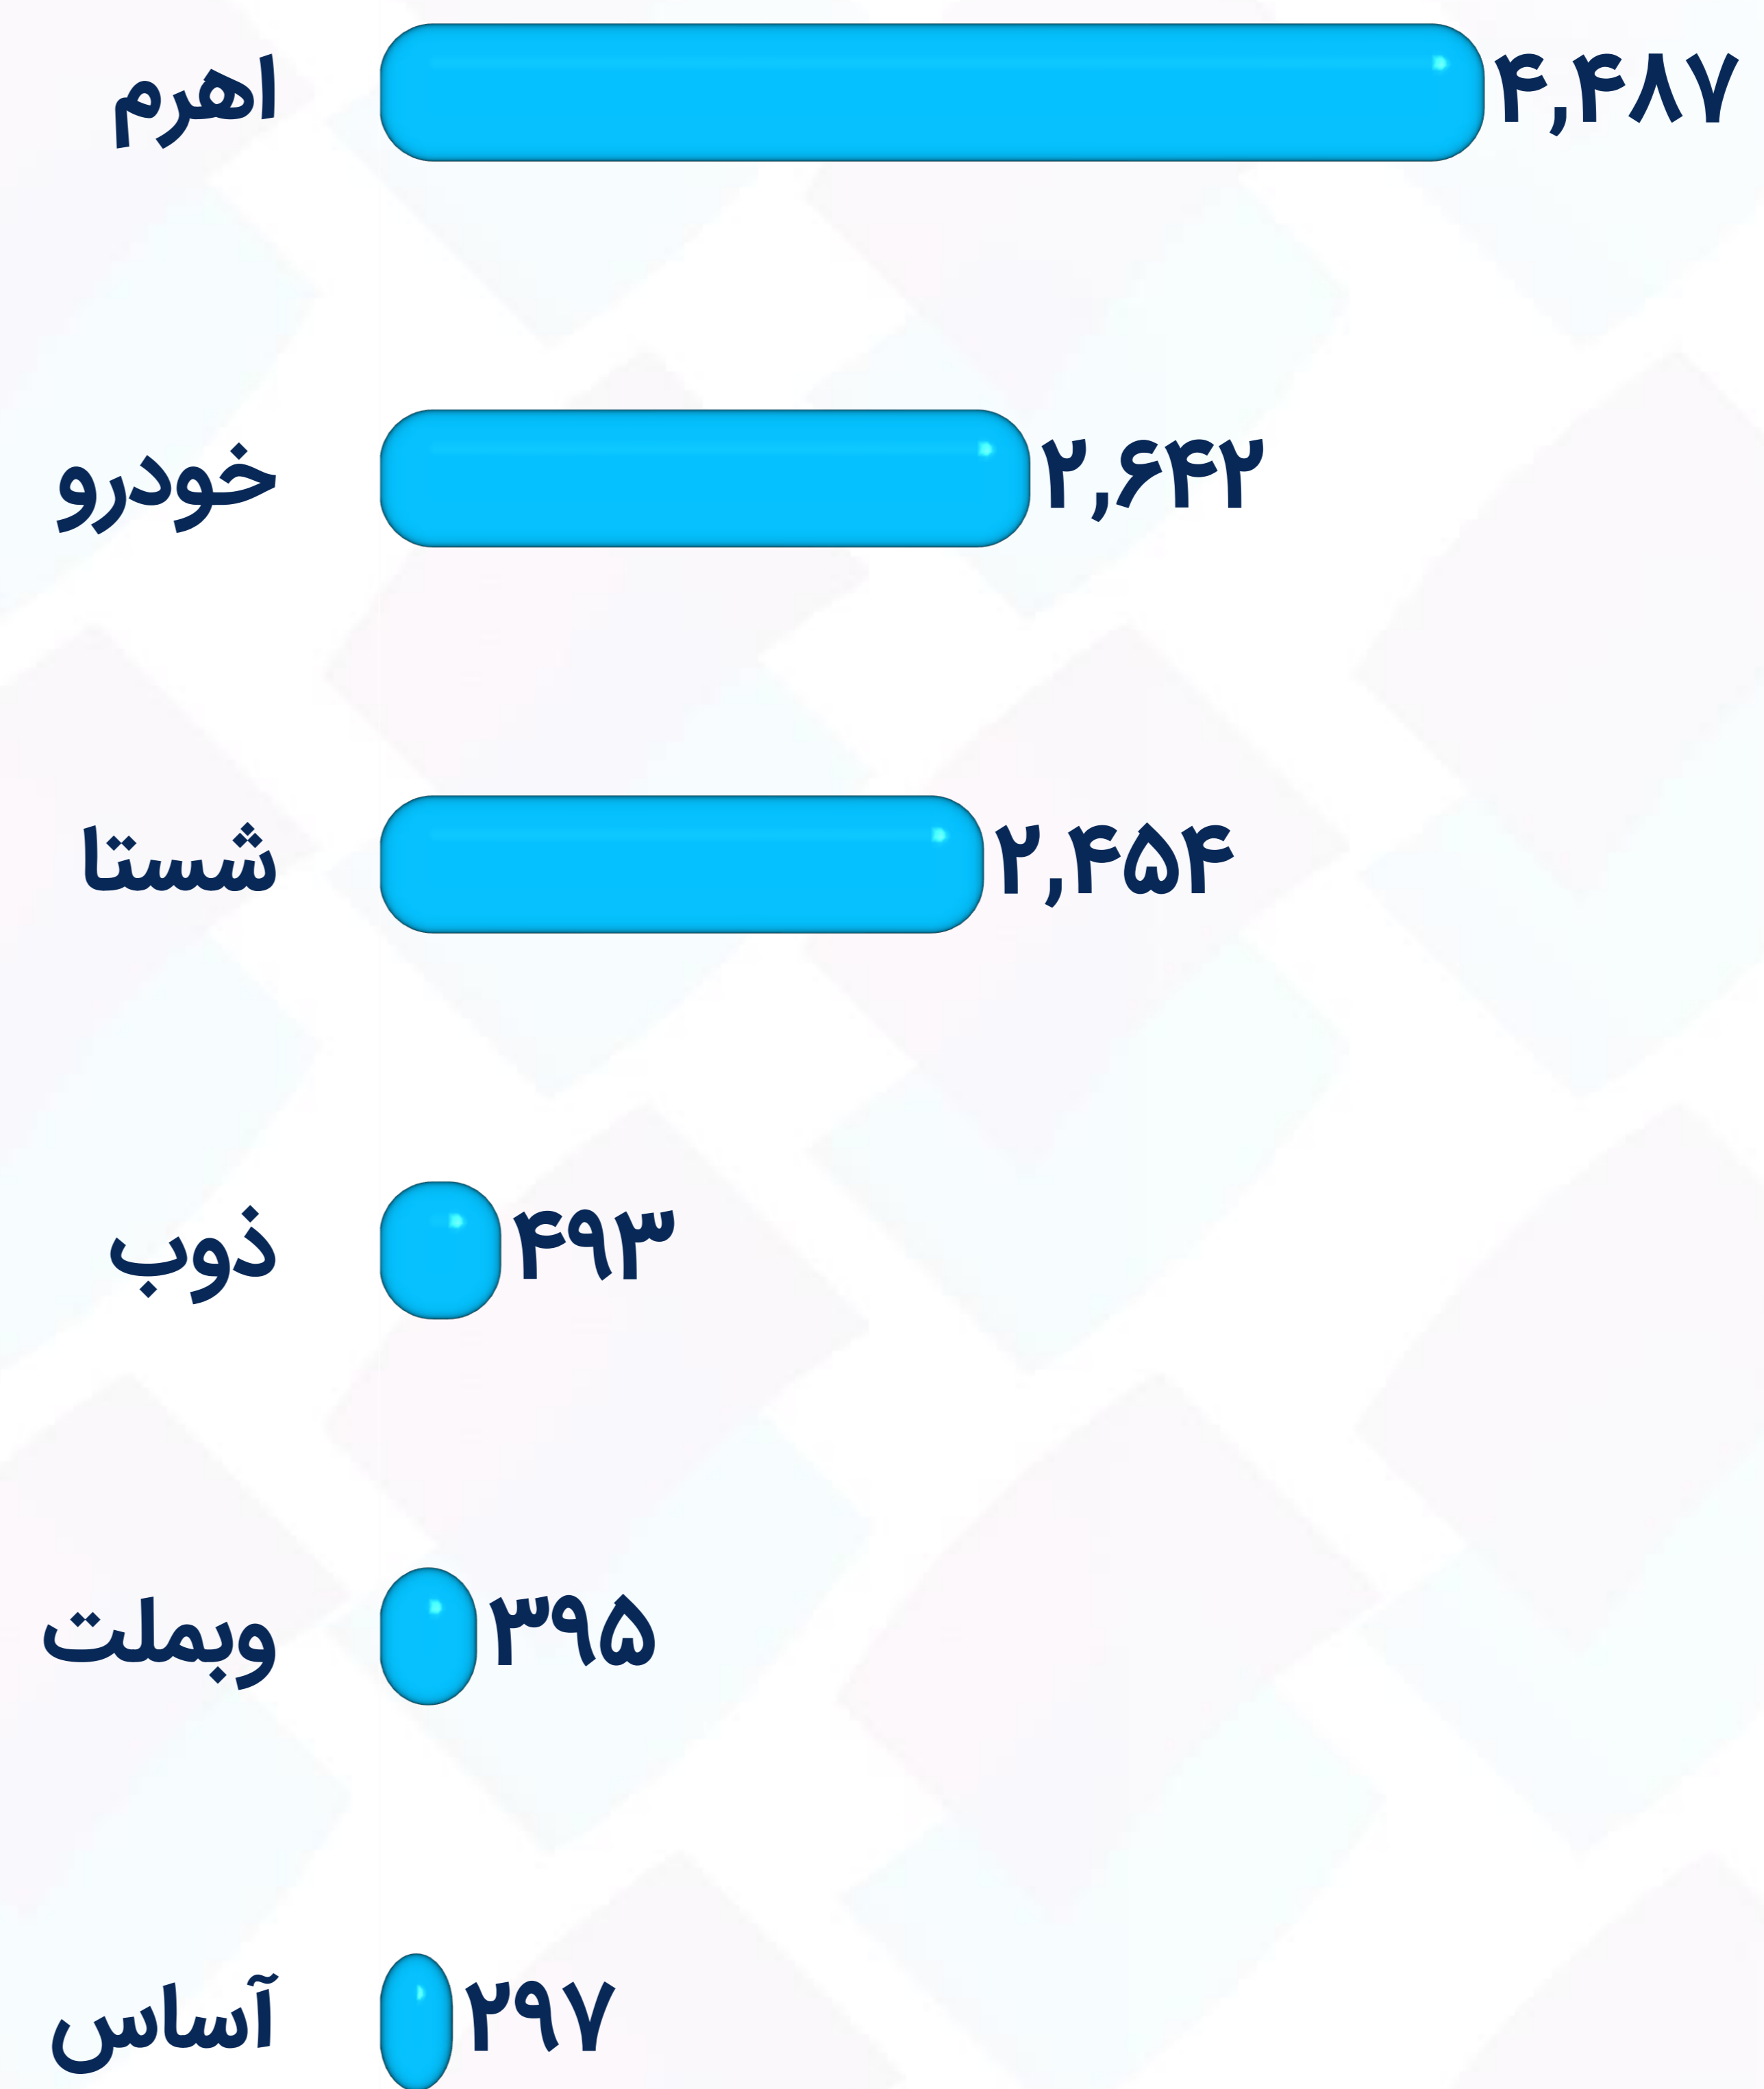 اهرم ۴,۴۸۷
خودرو ۲,۶۴۲
شستا ۲,۴۵۴
ذوب ۴۹۳
وبملت ۳۹۵
آساس ۲۹۷